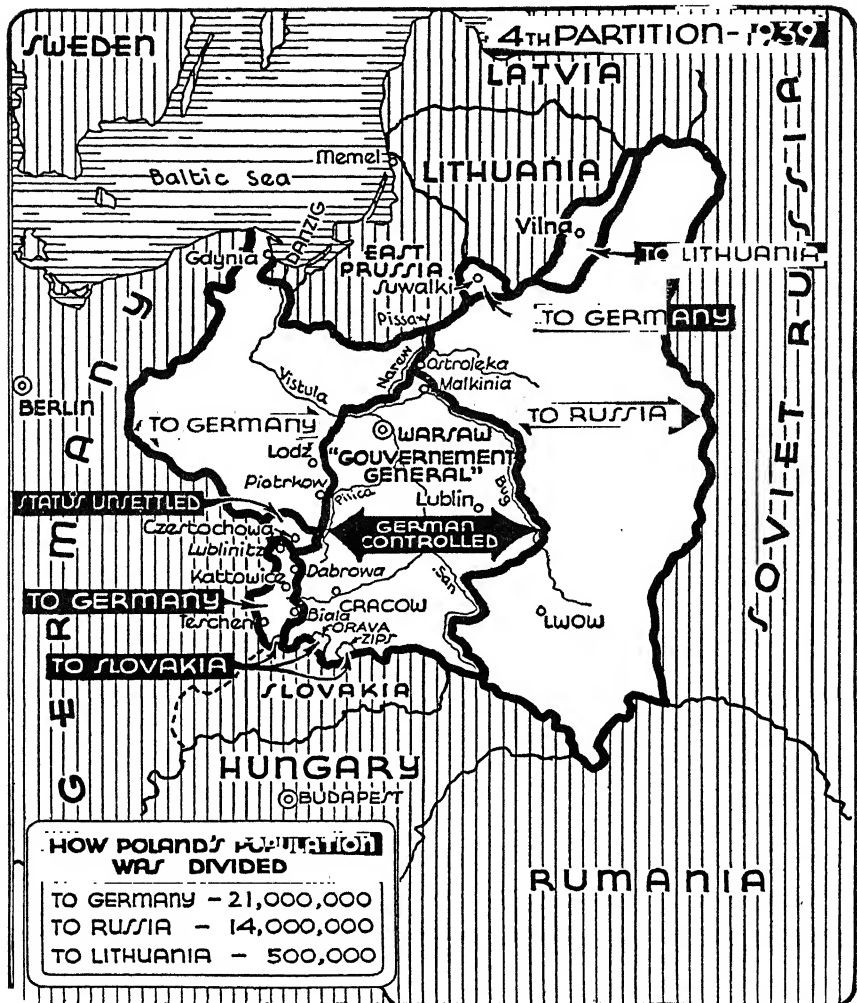 4TH PARTITION-1939
SWEDEN
LATVIA
Memel
LITHUANIA
Baltic Sea
Vilna
TO LITHUANIA
DANZIG
Gdynia
EAST
PRUSSIA
Suwalki
TO GERMANY
Pissa
SOVIET RUSSIA
GERMANY
Ostroleka
Narew
Malkinia
Vistula
BERLIN
TO GERMANY
TO RUSSIA
WARSAW
"GOUVERNEMENT
GENERAL"
Lodz
Piotrkow
Pilica
Lublin
Bug
STATUS UNSETTLED
Czestochowa
GERMAN
CONTROLLED
Lublinitz
Kattowice
Dabrowa
San
TO GERMANY
Biala
CRACOW
LWOW
Teschen
ORAVA
ZIPS
TO SLOVAKIA
SLOVAKIA
HUNGARY
BUDAPEST
RUMANIA
HOW POLAND'S POPULATION
WAS DIVIDED
TO GERMANY - 21,000,000
TO RUSSIA - 14,000,000
TO LITHUANIA - 500,000